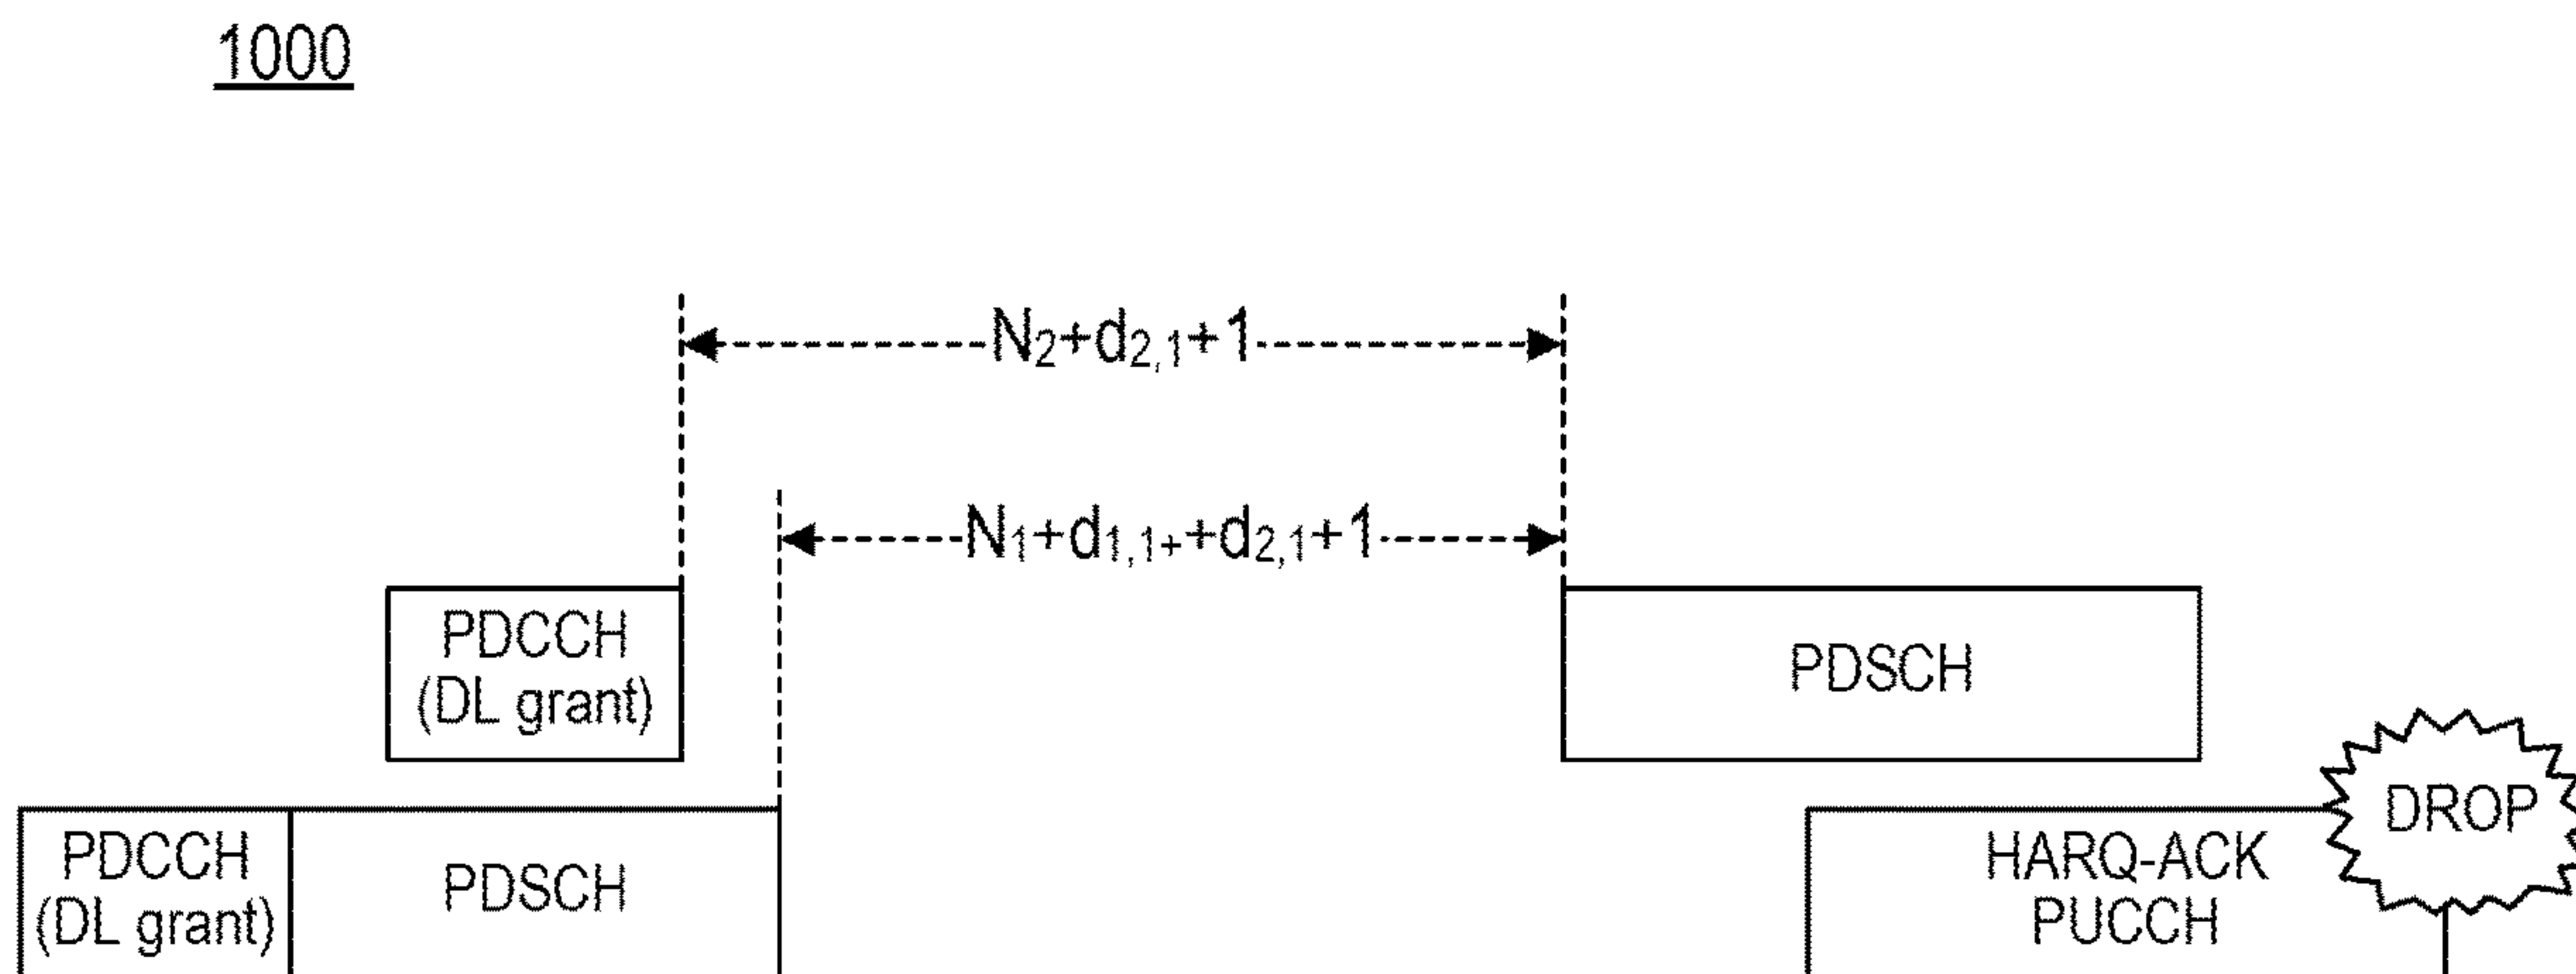 1000
N2+d2,1+1
N1+d1,1++d2,1+1
PDCCH
(DL grant)
PDSCH
DROP
PDCCH
(DL grant)
PDSCH
HARQ-ACK
PUCCH